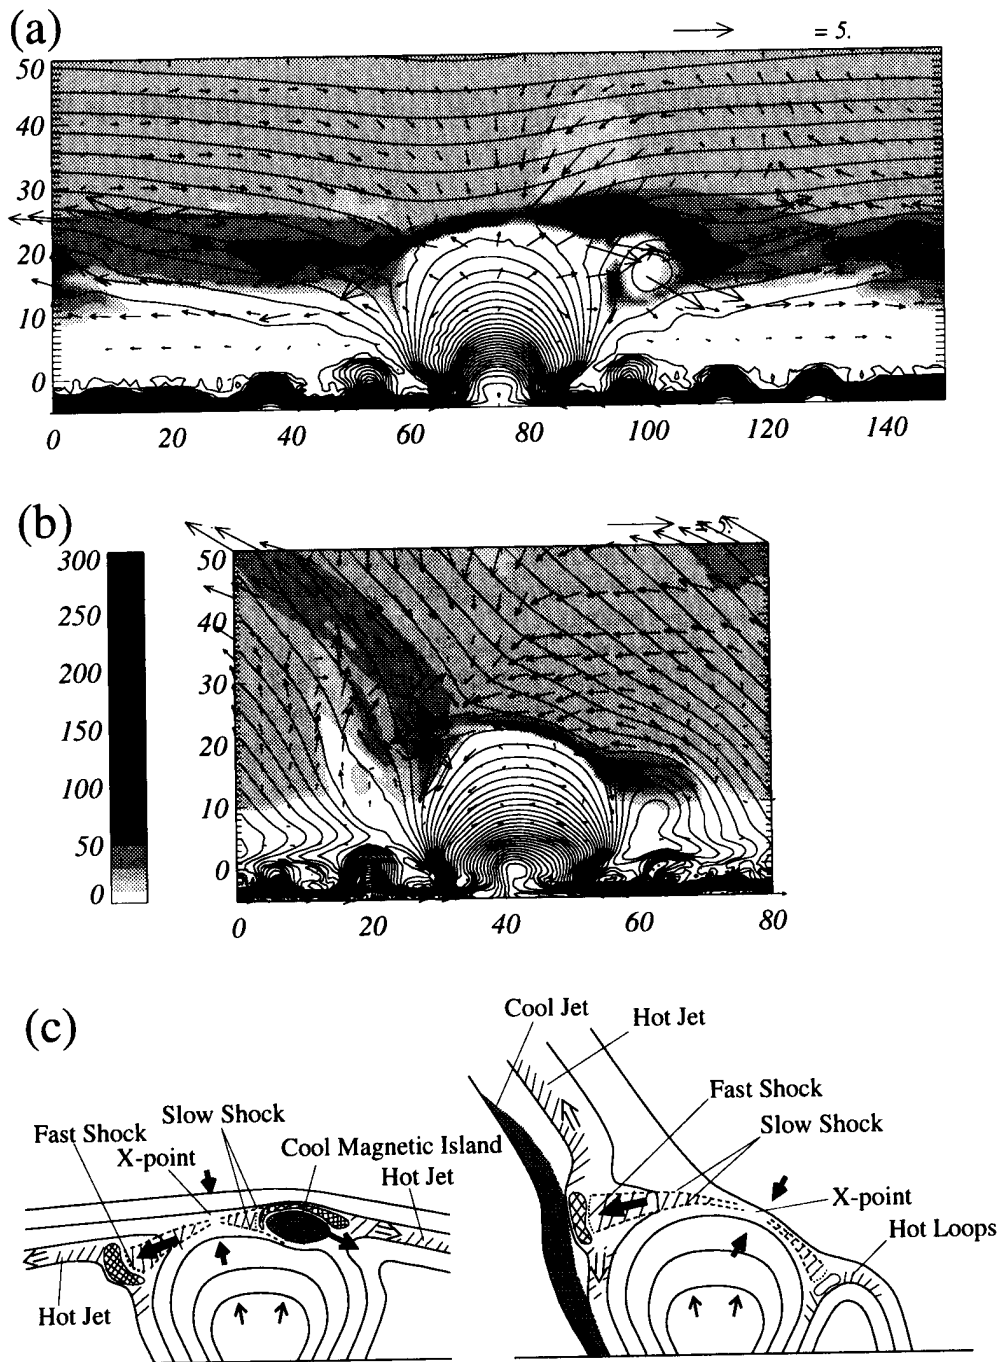 (a)
= 5.
50
40
30
20
10
0
0 20 40 60 80 100 120 140
(b)
300
250
200
150
100
50
0
50
40
30
20
10
0
0 20 40 60 80
(c)
Cool Jet
Hot Jet
Fast Shock
Slow Shock
X-point
Hot Loops
Slow Shock
Fast Shock
X-point
Cool Magnetic Island
Hot Jet
Hot Jet